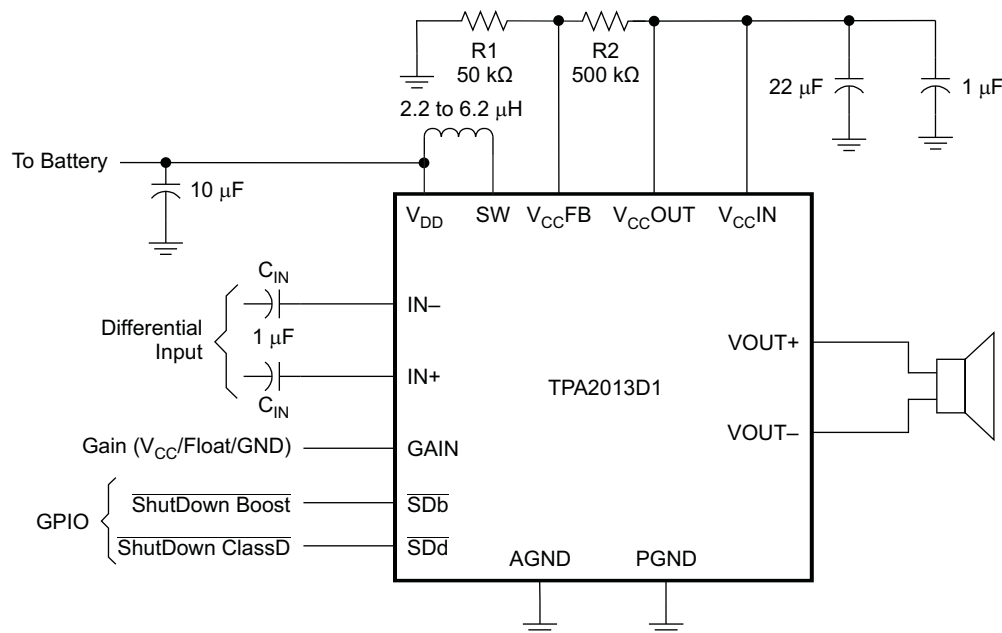 R1
50 kΩ
R2
500 kΩ
22 μF
1 μF
2.2 to 6.2 μH
To Battery
10 μF
VDD
SW
VCCFB
VCCOUT
VCCIN
CIN
IN–
Differential
Input
1 μF
IN+
CIN
VOUT+
TPA2013D1
VOUT–
Gain (VCC/Float/GND)
GAIN
GPIO
ShutDown Boost
SDb
ShutDown ClassD
SDd
AGND
PGND